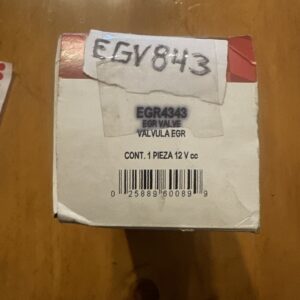 EGV843
EGR4343
EGR VALVE
VALVULA EGR
CONT. 1 PIEZA 12 V cc
0 25889 60089 9